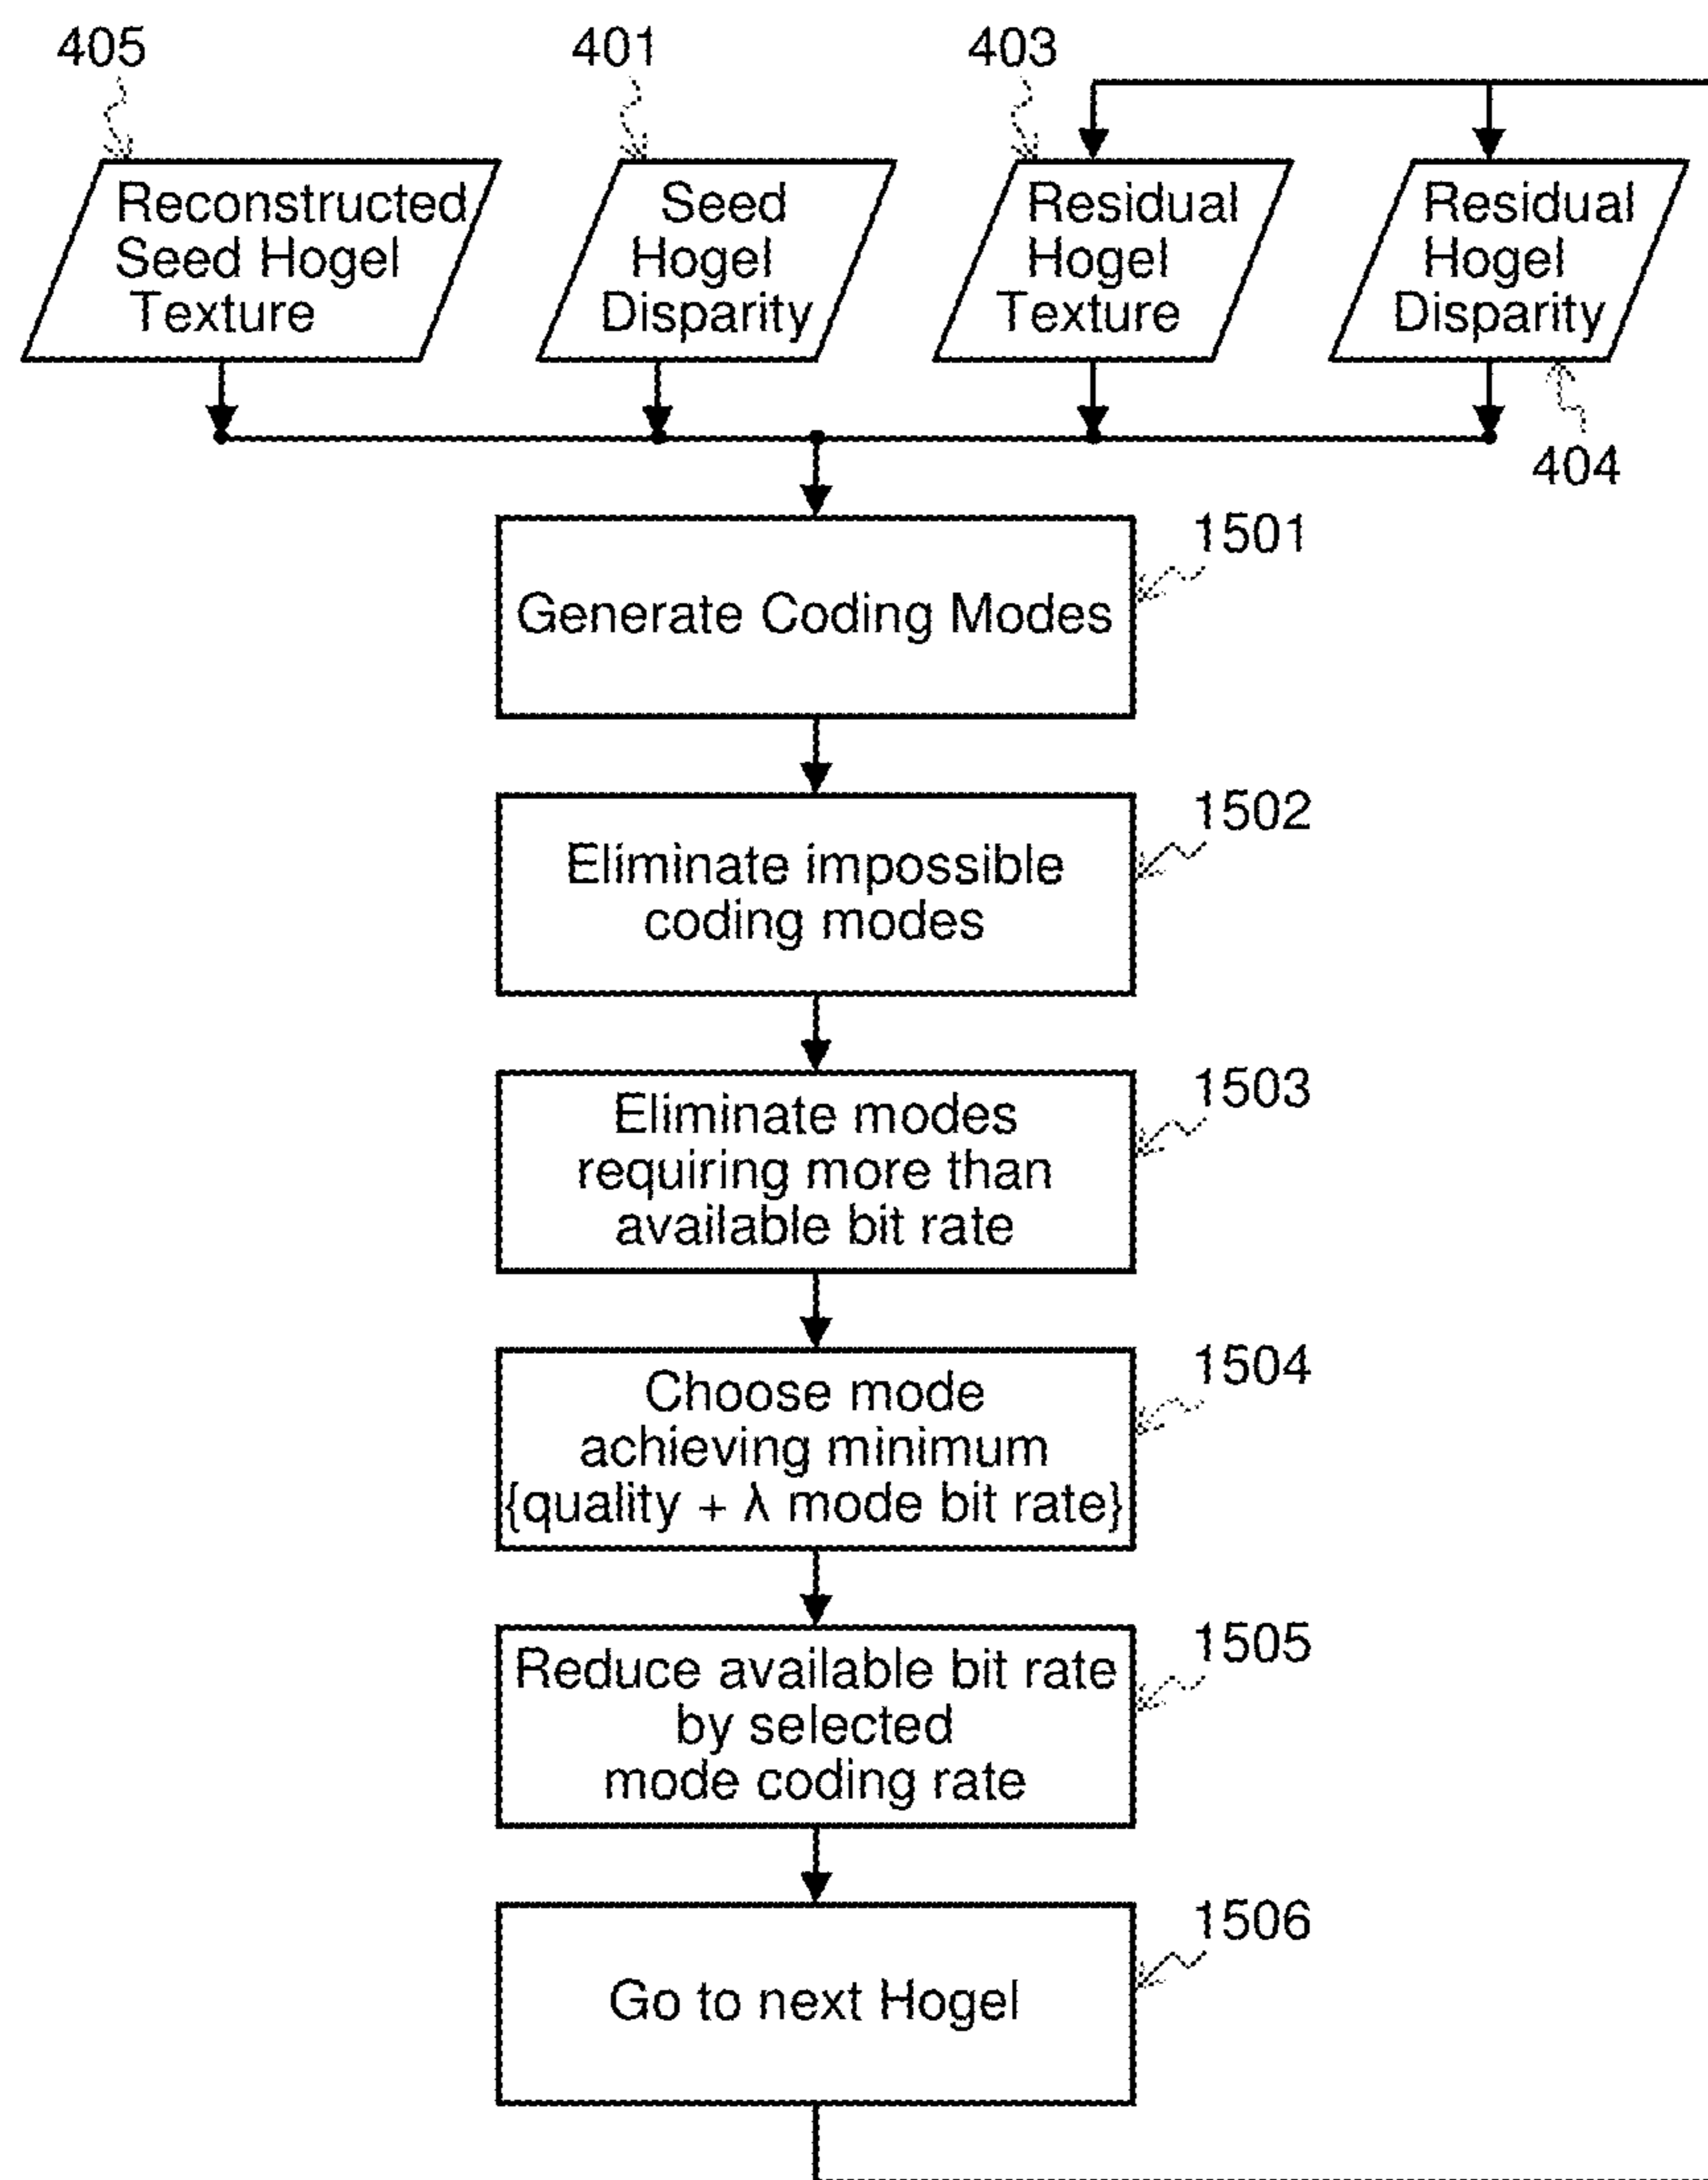 405
401
403
Reconstructed
Seed Hogel
Texture
Seed
Hogel
Disparity
Residual
Hogel
Texture
Residual
Hogel
Disparity
404
1501
Generate Coding Modes
1502
Eliminate impossible
coding modes
1503
Eliminate modes
requiring more than
available bit rate
1504
Choose mode
achieving minimum
{quality + λ mode bit rate}
1505
Reduce available bit rate
by selected
mode coding rate
1506
Go to next Hogel